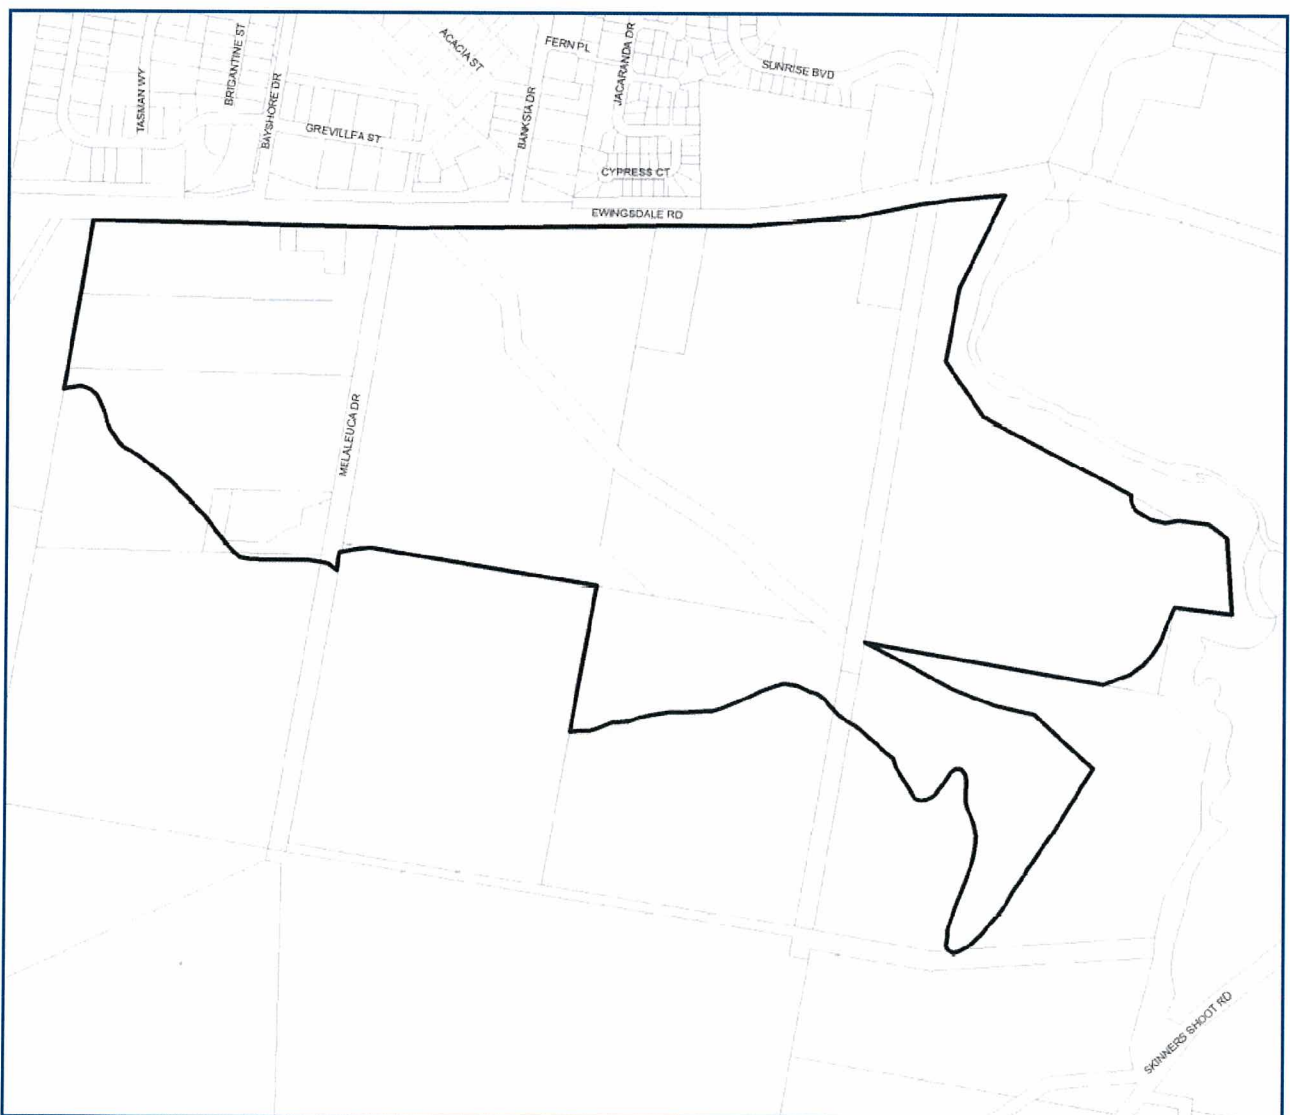 TASMAN WY
BRIGANTINE ST
BAYSHORE DR
GREVILLEA ST
ACACIA ST
BANKSIA DR
FERN PL
JACARANDA DR
SUNRISE BVD
CYPRESS CT
EWINGSDALE RD
MELALEUCA DR
SKINNERS SHOOT RD